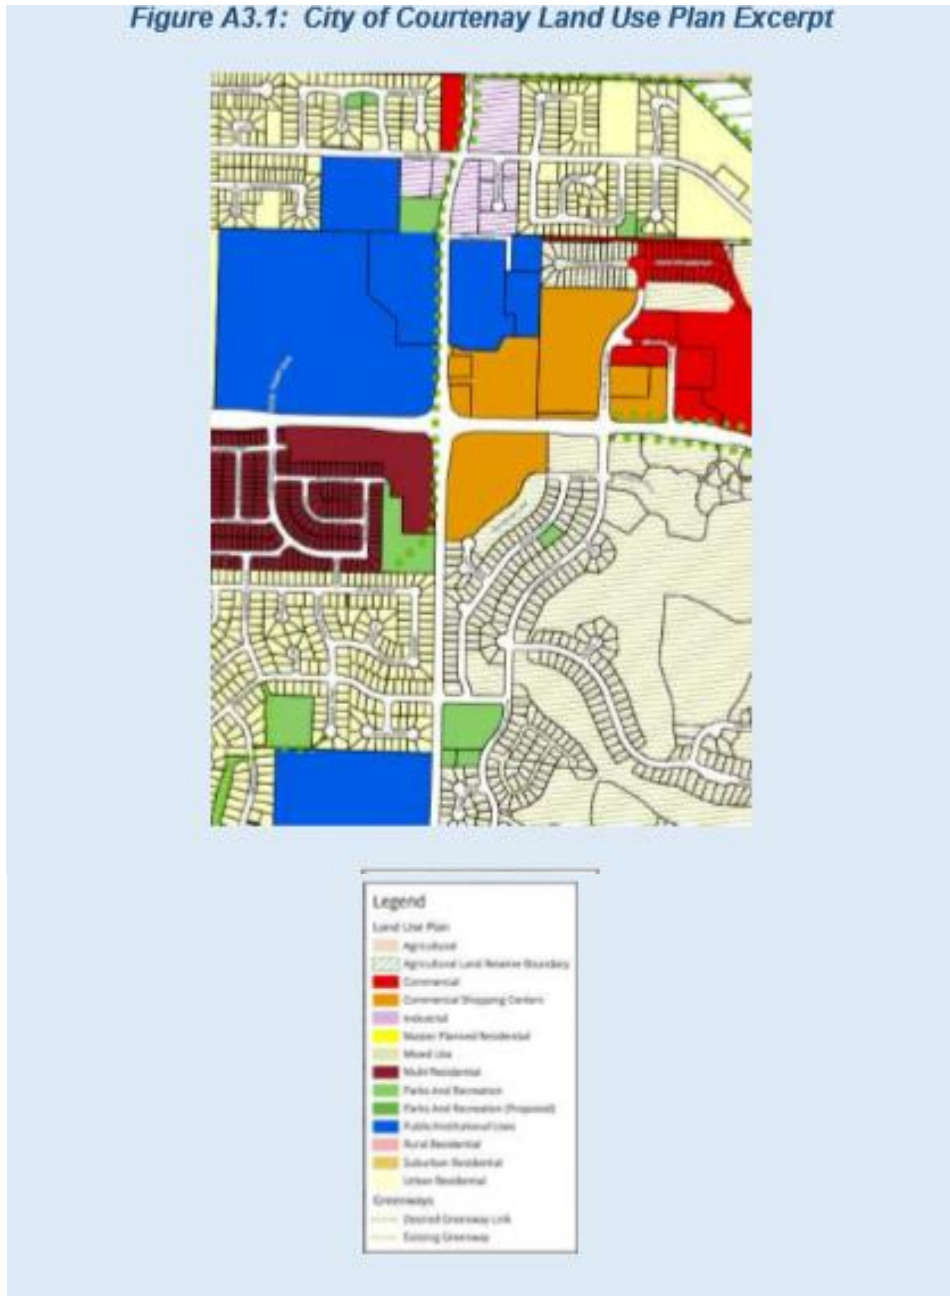 Figure A3.1: City of Courtenay Land Use Plan Excerpt
Legend
Land Use Plan
Agricultural
Agricultural Land Reserve Boundary
Commercial
Commercial Shopping Centers
Industrial
Master Planned Residential
Mixed Use
Multi Residential
Parks And Recreation
Parks And Recreation (Proposed)
Public/Institutional Uses
Rural Residential
Suburban Residential
Urban Residential
Greenways
Desired Greenway Link
Existing Greenway